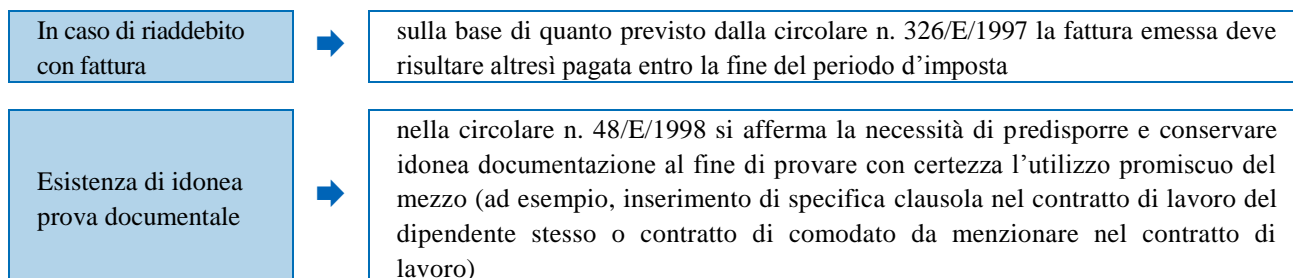 In caso di riaddebito
con fattura
sulla base di quanto previsto dalla circolare n. 326/E/1997 la fattura emessa deve
risultare altresì pagata entro la fine del periodo d’imposta
Esistenza di idonea
prova documentale
nella circolare n. 48/E/1998 si afferma la necessità di predisporre e conservare
idonea documentazione al fine di provare con certezza l’utilizzo promiscuo del
mezzo (ad esempio, inserimento di specifica clausola nel contratto di lavoro del
dipendente stesso o contratto di comodato da menzionare nel contratto di
lavoro)